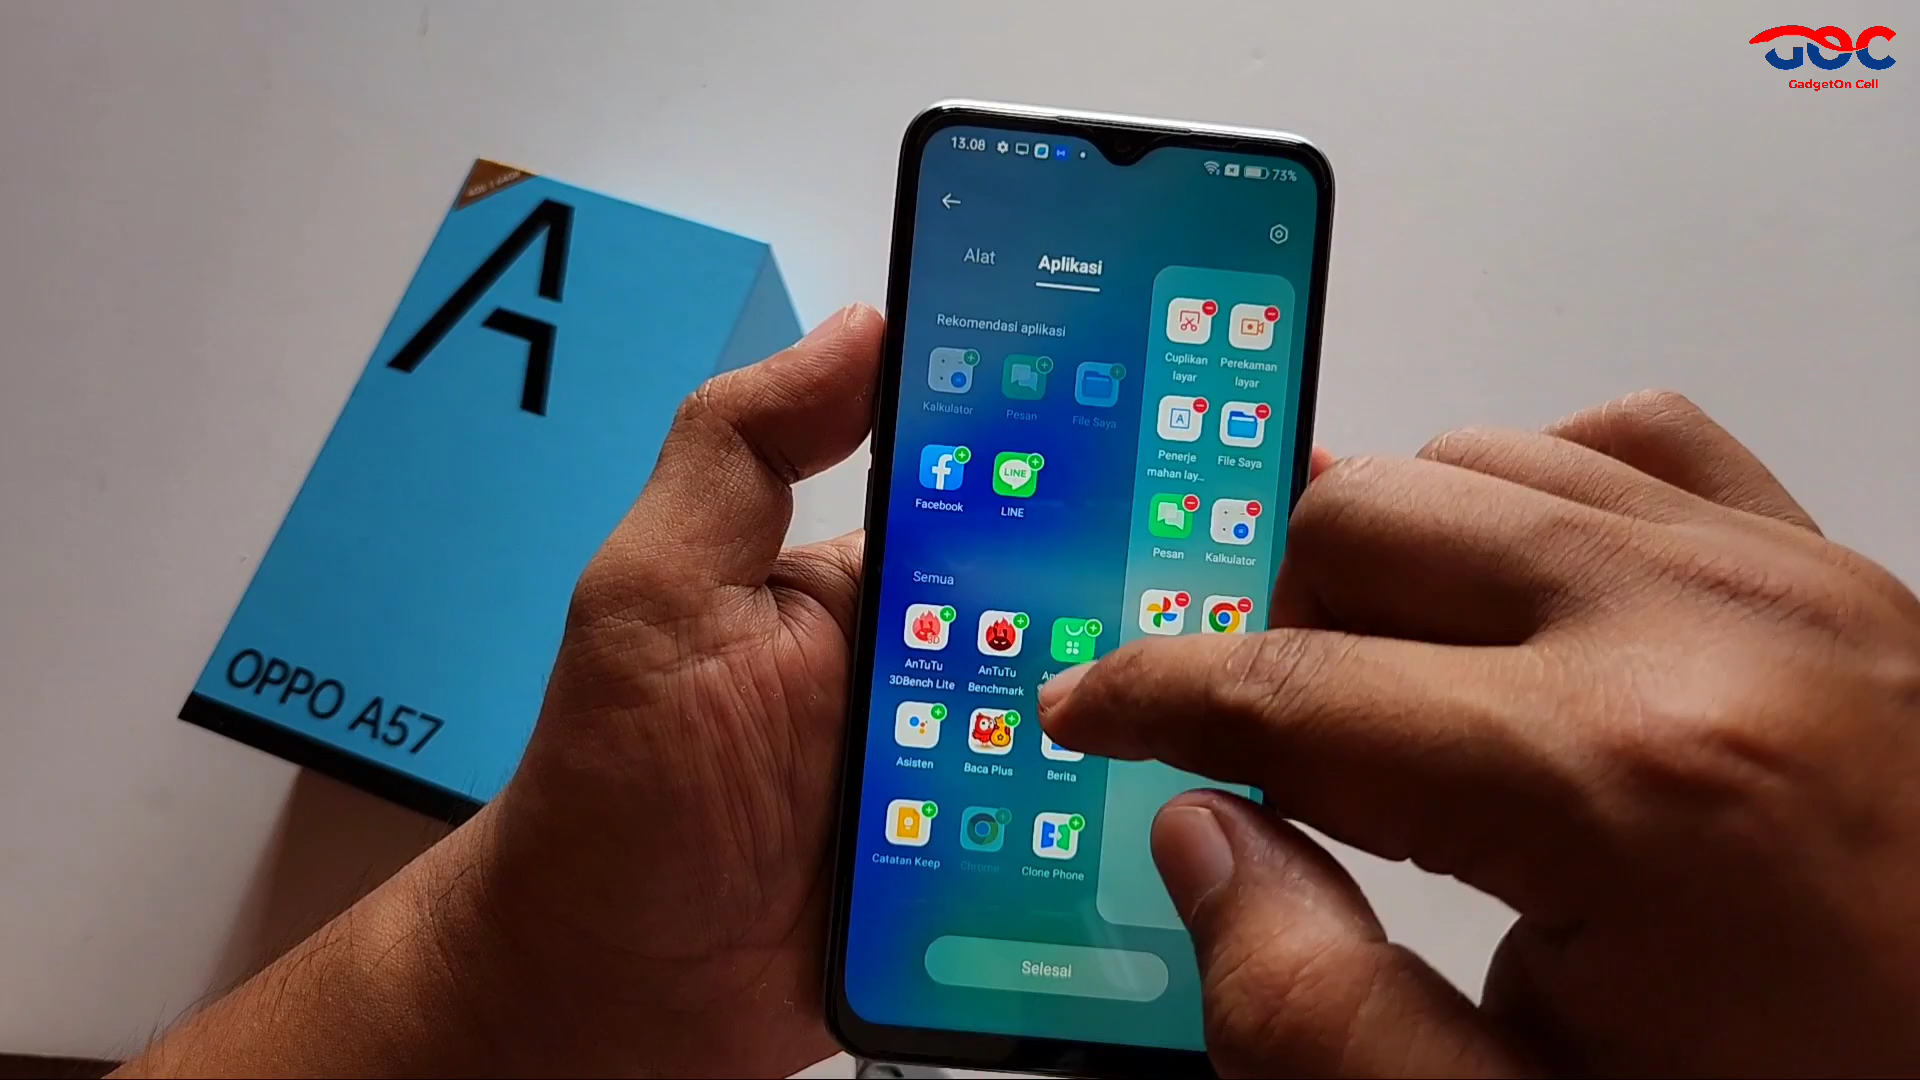 GOC
GadgetOn Cell
A
OPPO A57
13.08
73%
Alat
Aplikasi
Rekomendasi aplikasi
Kalkulator
Pesan
File Saya
Facebook
LINE
LINE
Semua
AnTuTu
3DBench Lite
AnTuTu
Benchmark
Asisten
Baca Plus
Berita
Catatan Keep
Chrome
Clone Phone
Selesai
Cuplikan
layar
Perekaman
layar
A
Penerje
mahan lay...
File Saya
Pesan
Kalkulator